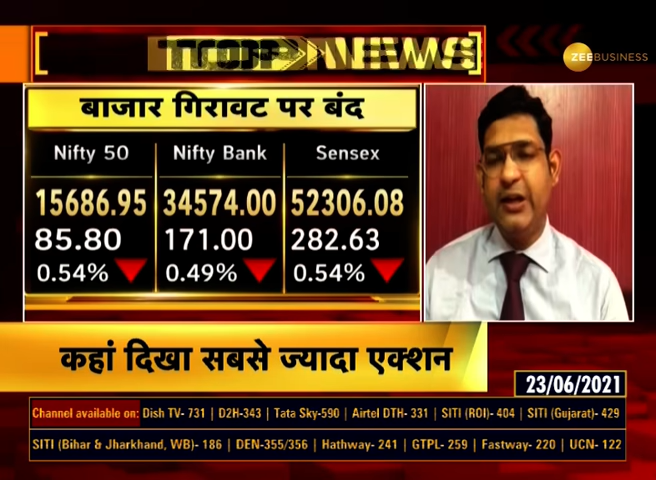 TOP NEWS
ZEE BUSINESS
बाजार गिरावट पर बंद
Nifty 50 Nifty Bank Sensex
15686.95 34574.00 52306.08
85.80 171.00 282.63
0.54% 0.49% 0.54%
कहां दिखा सबसे ज्यादा एक्शन
23/06/2021
Channel available on: Dish TV- 731 | D2H-343 | Tata Sky-590 | Airtel DTH- 331 | SITI (ROI)- 404 | SITI (Gujarat)- 429
SITI (Bihar & Jharkhand, WB)- 186 | DEN-355/356 | Hathway- 241 | GTPL- 259 | Fastway- 220 | UCN- 122